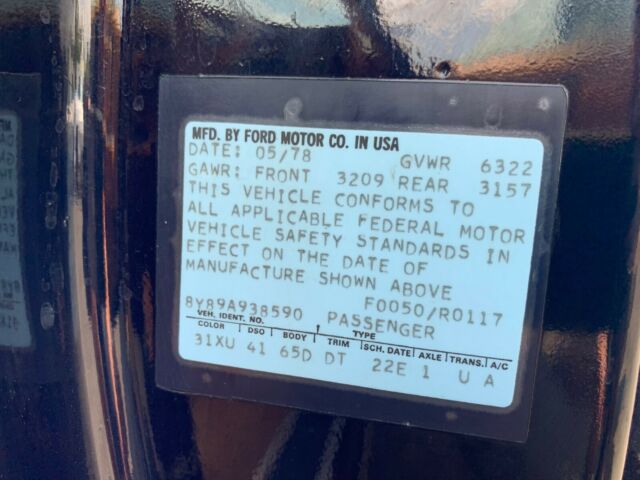 MFD. BY FORD MOTOR CO. IN USA
DATE: 05/78 GVWR 6322
GAWR: FRONT 3209 REAR 3157
THIS VEHICLE CONFORMS TO
ALL APPLICABLE FEDERAL MOTOR
VEHICLE SAFETY STANDARDS IN
EFFECT ON THE DATE OF
MANUFACTURE SHOWN ABOVE
F0050/R0117
8Y89A938590 PASSENGER
VEH. IDENT. NO. TYPE
COLOR DSO BODY TRIM SCH. DATE AXLE TRANS. A/C
31XU 41 65D DT 22E 1 U A